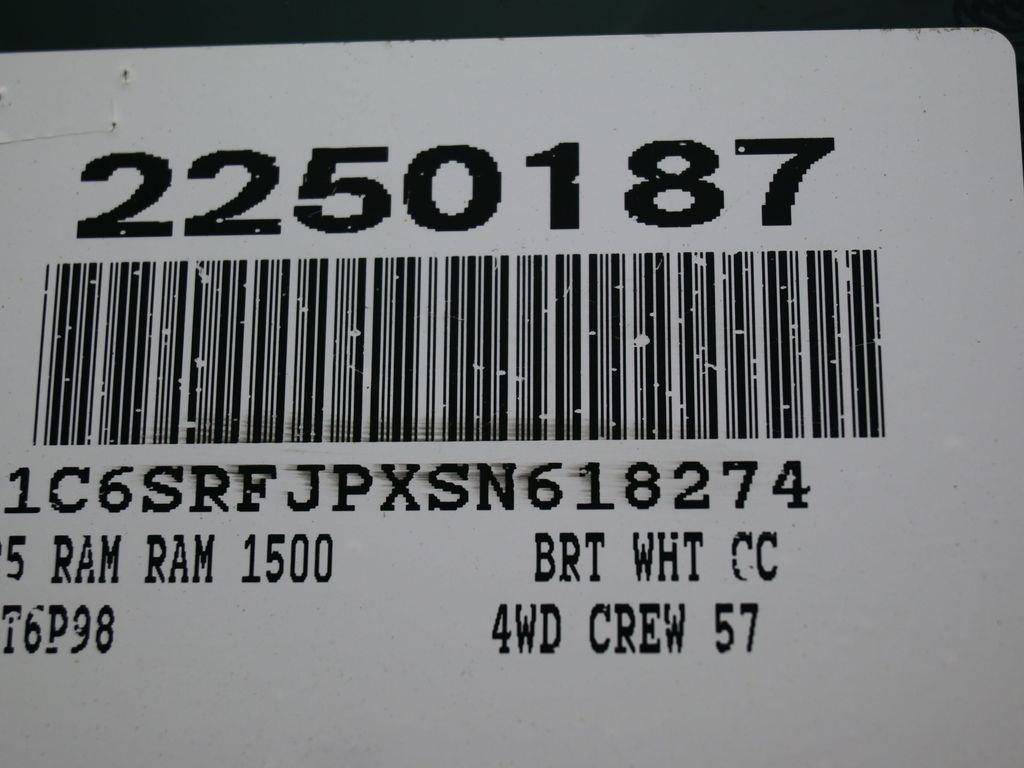 2250187
1C6SRFJPXSN618274
5 RAM RAM 1500 BRT WHT CC
T6P98 4WD CREW 57